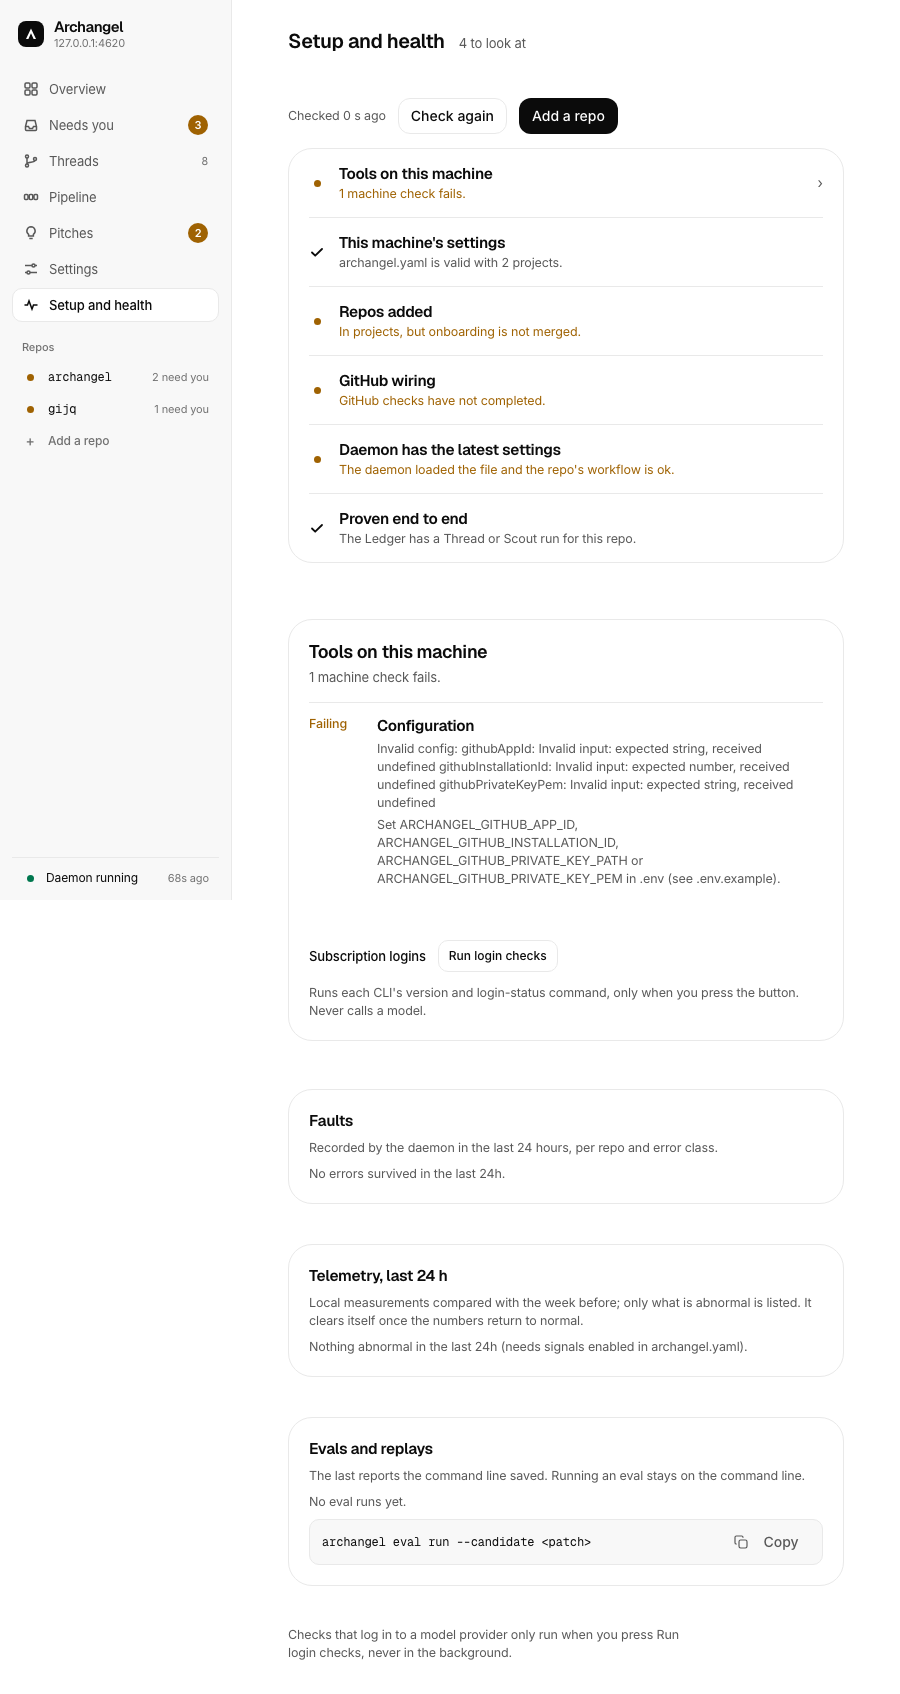 Archangel
127.0.0.1:4620
Overview
Needs you 3
Threads 8
Pipeline
Pitches 2
Settings
Setup and health
Repos
archangel 2 need you
gijq 1 need you
+ Add a repo
Daemon running 68s ago
Setup and health 4 to look at
Checked 0 s ago Check again Add a repo
Tools on this machine
1 machine check fails.
This machine's settings
archangel.yaml is valid with 2 projects.
Repos added
In projects, but onboarding is not merged.
GitHub wiring
GitHub checks have not completed.
Daemon has the latest settings
The daemon loaded the file and the repo's workflow is ok.
Proven end to end
The Ledger has a Thread or Scout run for this repo.
Tools on this machine
1 machine check fails.
Failing Configuration
Invalid config: githubAppId: Invalid input: expected string, received
undefined githubInstallationId: Invalid input: expected number, received
undefined githubPrivateKeyPem: Invalid input: expected string, received
undefined
Set ARCHANGEL_GITHUB_APP_ID,
ARCHANGEL_GITHUB_INSTALLATION_ID,
ARCHANGEL_GITHUB_PRIVATE_KEY_PATH or
ARCHANGEL_GITHUB_PRIVATE_KEY_PEM in .env (see .env.example).
Subscription logins Run login checks
Runs each CLI's version and login-status command, only when you press the button.
Never calls a model.
Faults
Recorded by the daemon in the last 24 hours, per repo and error class.
No errors survived in the last 24h.
Telemetry, last 24 h
Local measurements compared with the week before; only what is abnormal is listed. It
clears itself once the numbers return to normal.
Nothing abnormal in the last 24h (needs signals enabled in archangel.yaml).
Evals and replays
The last reports the command line saved. Running an eval stays on the command line.
No eval runs yet.
archangel eval run --candidate <patch> Copy
Checks that log in to a model provider only run when you press Run
login checks, never in the background.